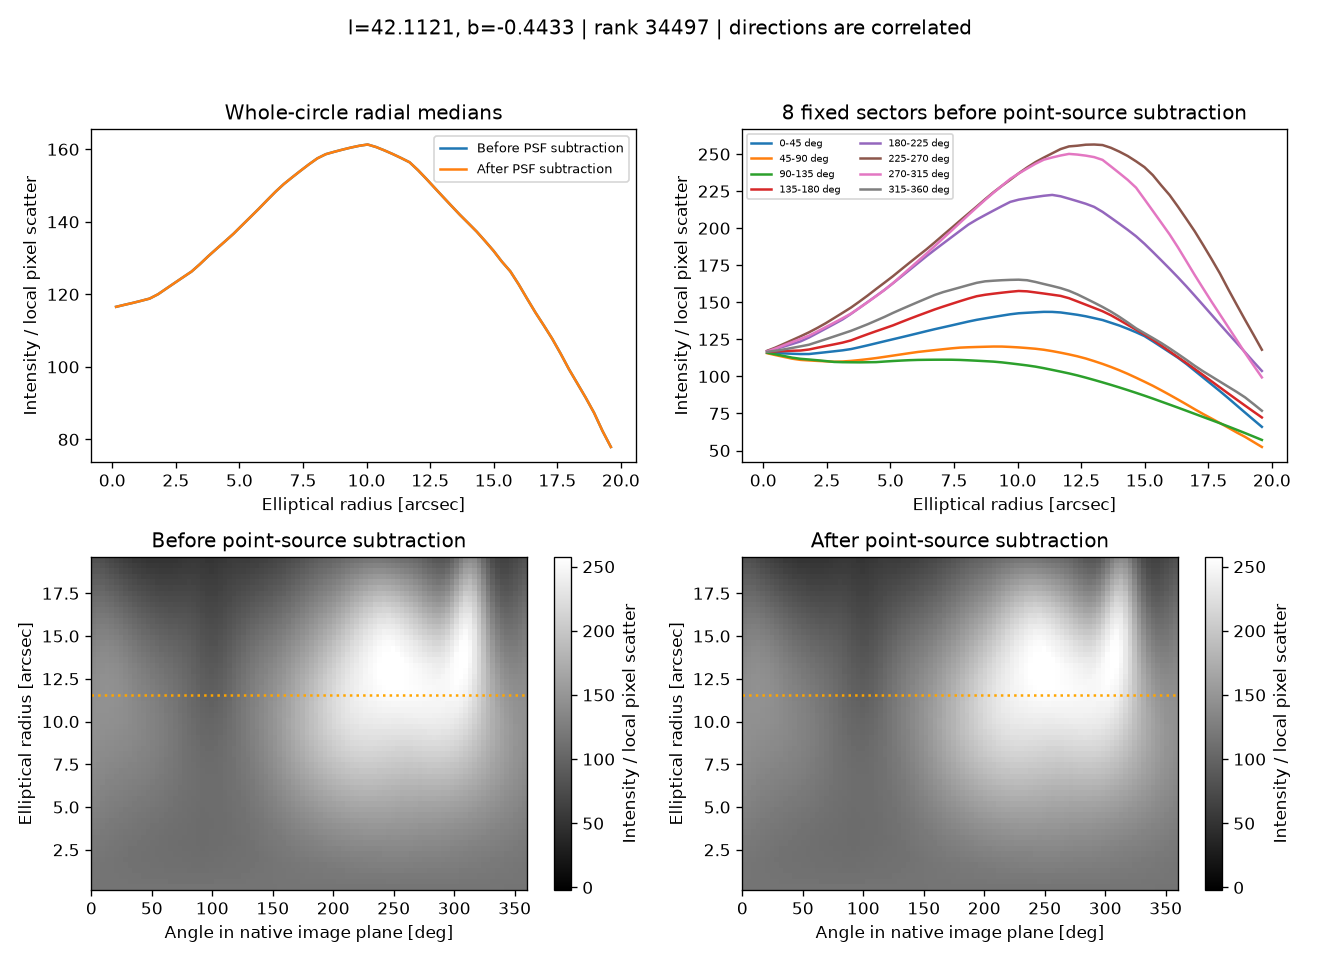 l=42.1121, b=-0.4433 | rank 34497 | directions are correlated
Whole-circle radial medians
Before PSF subtraction
After PSF subtraction
160
140
120
100
80
Intensity / local pixel scatter
0.0 2.5 5.0 7.5 10.0 12.5 15.0 17.5 20.0
Elliptical radius [arcsec]
8 fixed sectors before point-source subtraction
0-45 deg
45-90 deg
90-135 deg
135-180 deg
180-225 deg
225-270 deg
270-315 deg
315-360 deg
250
225
200
175
150
125
100
75
50
Intensity / local pixel scatter
0.0 2.5 5.0 7.5 10.0 12.5 15.0 17.5 20.0
Elliptical radius [arcsec]
Before point-source subtraction
17.5
15.0
12.5
10.0
7.5
5.0
2.5
Elliptical radius [arcsec]
0 50 100 150 200 250 300 350
Angle in native image plane [deg]
250
200
150
100
50
0
Intensity / local pixel scatter
After point-source subtraction
17.5
15.0
12.5
10.0
7.5
5.0
2.5
Elliptical radius [arcsec]
0 50 100 150 200 250 300 350
Angle in native image plane [deg]
250
200
150
100
50
0
Intensity / local pixel scatter